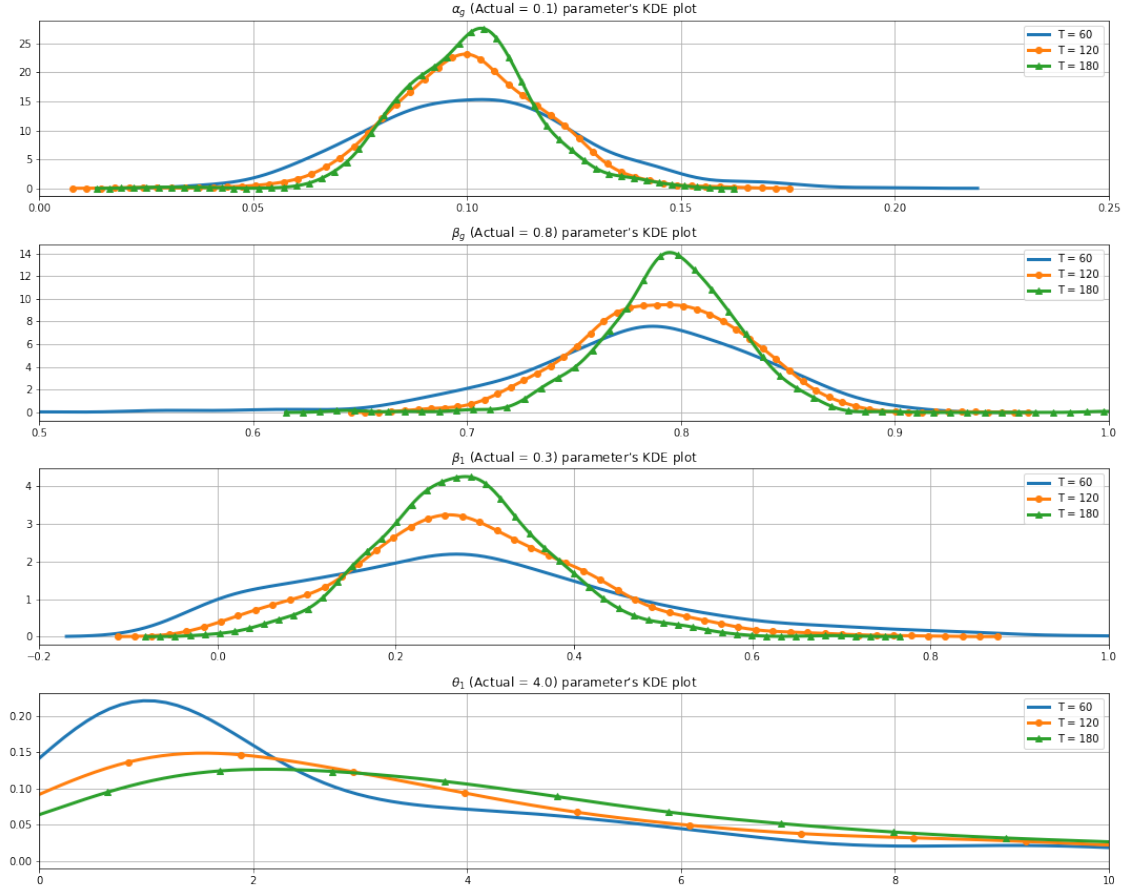 α_g (Actual = 0.1) parameter's KDE plot
25
20
15
10
5
0
T = 60
T = 120
T = 180
0.00 0.05 0.10 0.15 0.20 0.25
β_g (Actual = 0.8) parameter's KDE plot
14
12
10
8
6
4
2
0
T = 60
T = 120
T = 180
0.5 0.6 0.7 0.8 0.9 1.0
β_1 (Actual = 0.3) parameter's KDE plot
4
3
2
1
0
T = 60
T = 120
T = 180
−0.2 0.0 0.2 0.4 0.6 0.8 1.0
θ_1 (Actual = 4.0) parameter's KDE plot
0.20
0.15
0.10
0.05
0.00
T = 60
T = 120
T = 180
0 2 4 6 8 10